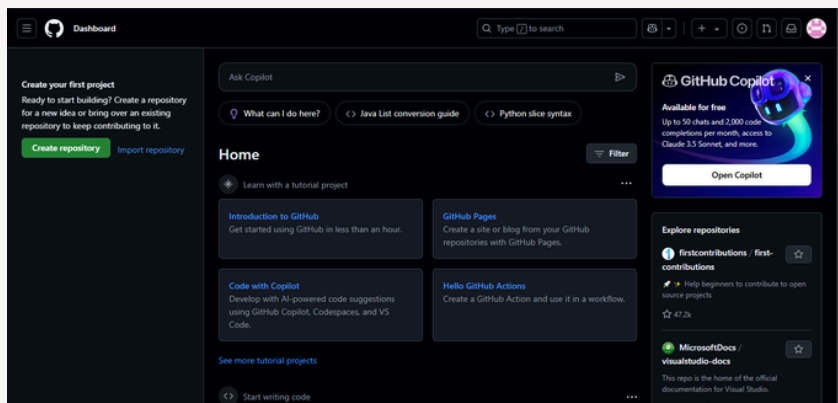 Dashboard
Type / to search
Create your first project
Ready to start building? Create a repository
for a new idea or bring over an existing
repository to keep contributing to it.
Create repository
Import repository
Ask Copilot
What can I do here?
Java List conversion guide
Python slice syntax
Home
Filter
Learn with a tutorial project
Introduction to GitHub
Get started using GitHub in less than an hour.
GitHub Pages
Create a site or blog from your GitHub
repositories with GitHub Pages.
Code with Copilot
Develop with AI-powered code suggestions
using GitHub Copilot, Codespaces, and VS
Code.
Hello GitHub Actions
Create a GitHub Action and use it in a workflow.
See more tutorial projects
Start writing code
GitHub Copilot
Available for free
Up to 50 chats and 2,000 code
completions per month, access to
Claude 3.5 Sonnet, and more.
Open Copilot
Explore repositories
firstcontributions / first-
contributions
🚀✨ Help beginners to contribute to open
source projects
47.2k
MicrosoftDocs /
visualstudio-docs
This repo is the home of the official
documentation for Visual Studio.